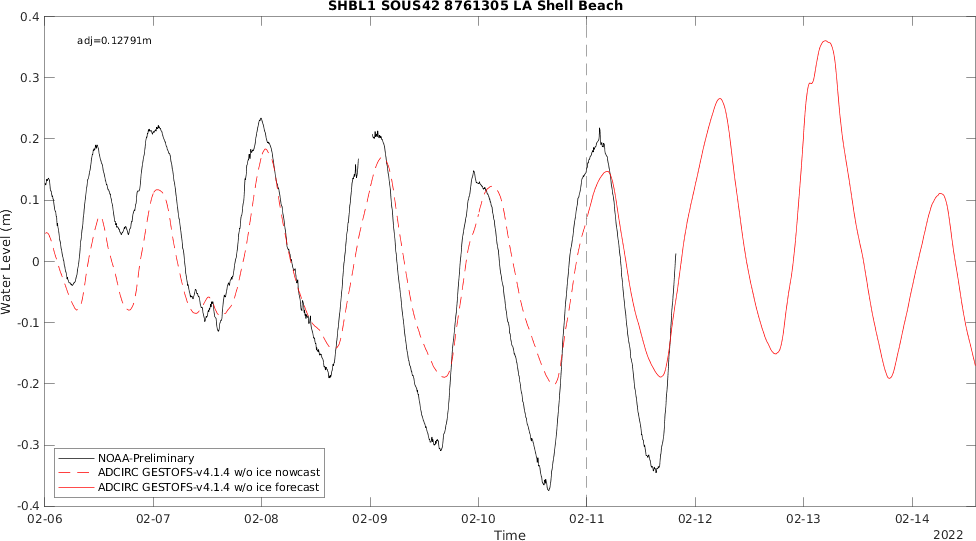 SHBL1 SOUS42 8761305 LA Shell Beach
adj=0.12791m
0.4
0.3
0.2
0.1
0
-0.1
-0.2
-0.3
-0.4
Water Level (m)
NOAA-Preliminary
ADCIRC GESTOFS-v4.1.4 w/o ice nowcast
ADCIRC GESTOFS-v4.1.4 w/o ice forecast
02-06 02-07 02-08 02-09 02-10 02-11 02-12 02-13 02-14
Time
2022